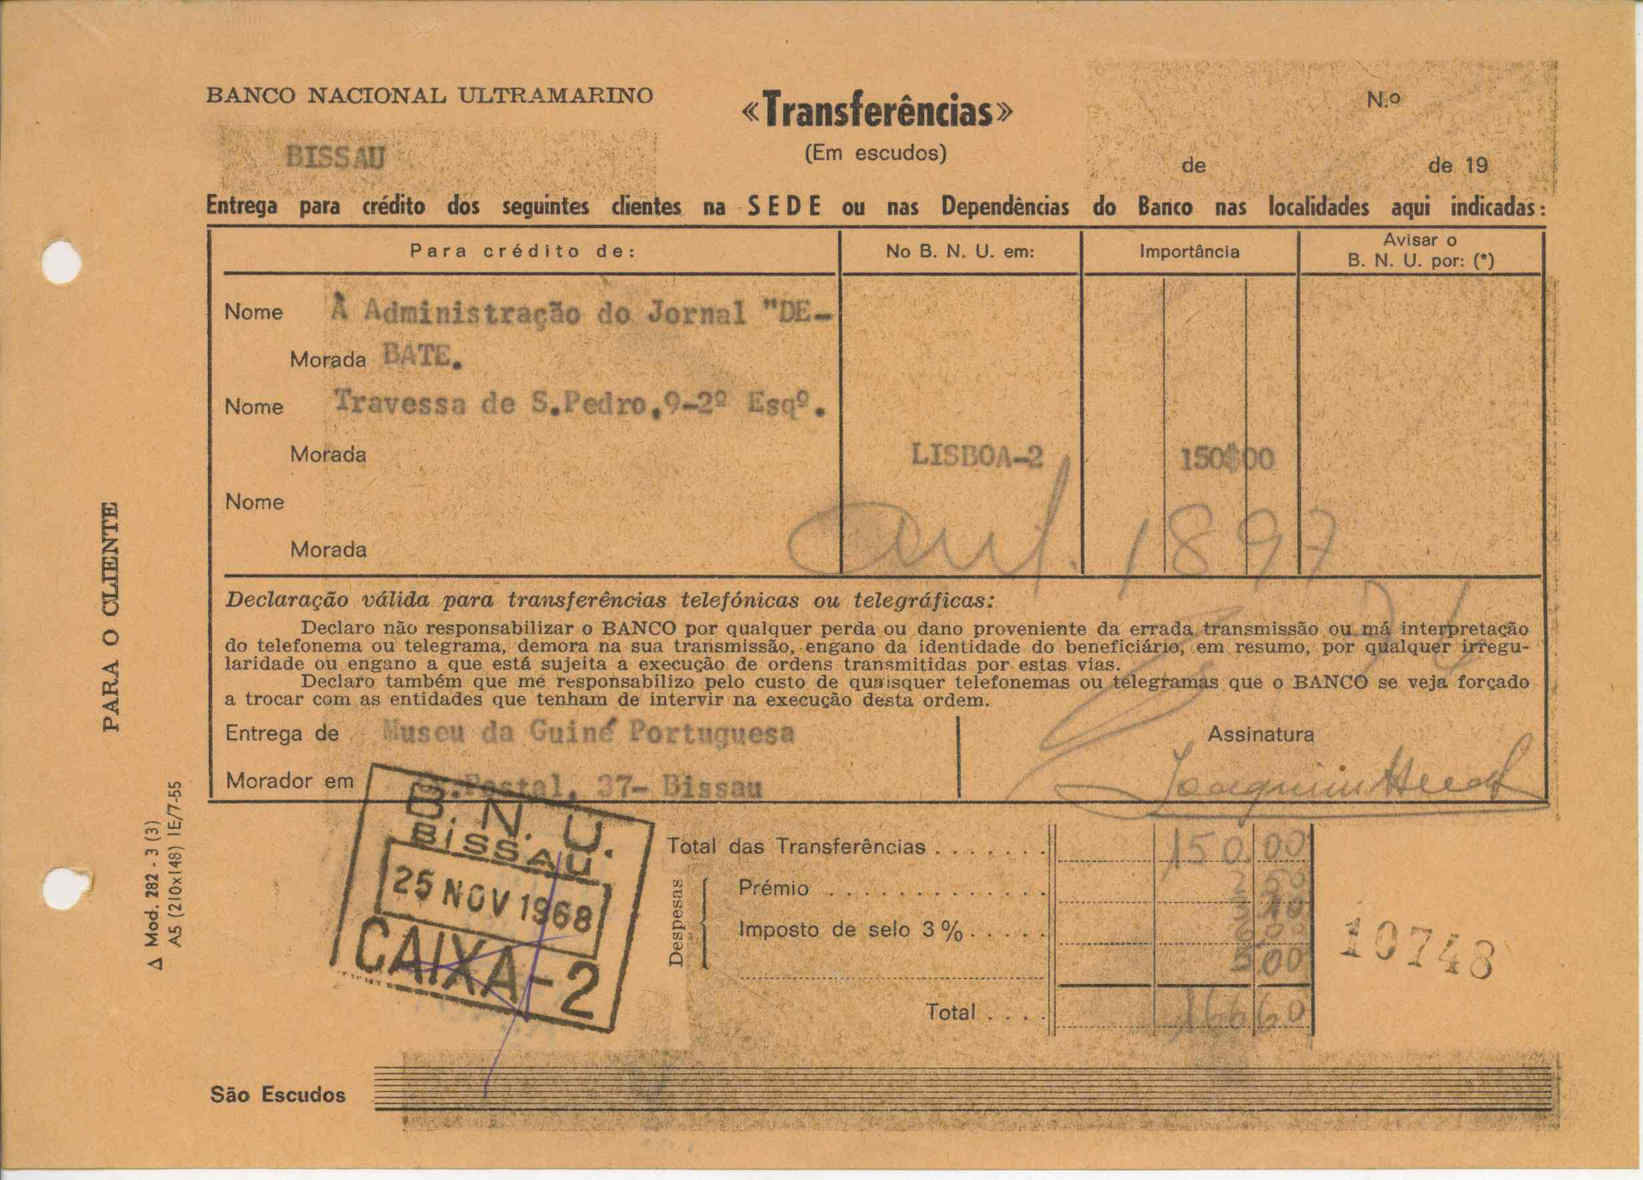 BANCO NACIONAL ULTRAMARINO
«Transferências»
N.º
BISSAU
(Em escudos)
de de 19
Entrega para crédito dos seguintes clientes na SEDE ou nas Dependências do Banco nas localidades aqui indicadas:
Para crédito de: No B. N. U. em: Importância Avisar o B. N. U. por: (*)
Nome À Administração do Jornal "DE-
Morada BATE.
Nome Travessa de S.Pedro,9-2º Esqº.
Morada LISBOA-2 150$00
Nome
Morada
1897
74
Declaração válida para transferências telefónicas ou telegráficas:
Declaro não responsabilizar o BANCO por qualquer perda ou dano proveniente da errada transmissão ou má interpretação
do telefonema ou telegrama, demora na sua transmissão, engano da identidade do beneficiário, em resumo, por qualquer irregu-
laridade ou engano a que está sujeita a execução de ordens transmitidas por estas vias.
Declaro também que me responsabilizo pelo custo de quaisquer telefonemas ou telegramas que o BANCO se veja forçado
a trocar com as entidades que tenham de intervir na execução desta ordem.
Entrega de Museu da Guiné Portuguesa
Assinatura
Morador em C.Postal, 37- Bissau
Joaquim
B. N. U.
BISSAU
25 NOV 1968
CAIXA-2
Total das Transferências . . . . . . . 150 00
Despesas
Prémio . . . . . . . . . . . . 2 50
Imposto de selo 3% . . . . .
Total . . . . 166 60
10748
São Escudos
PARA O CLIENTE
Δ Mod. 282 - 3 (3)
A5 (210x148) 1E/7-55